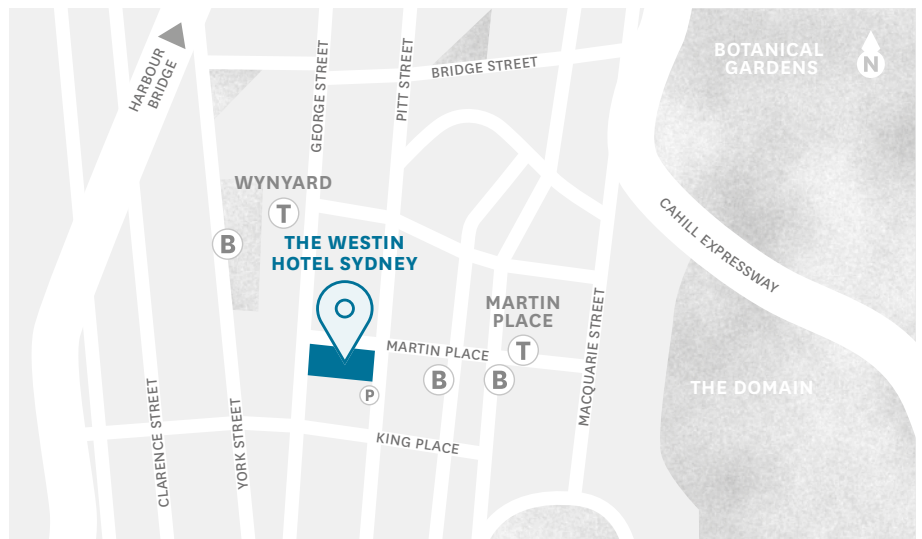 BOTANICAL
GARDENS
N
HARBOUR
BRIDGE
GEORGE STREET
PITT STREET
BRIDGE STREET
WYNYARD
T
B
THE WESTIN
HOTEL SYDNEY
CAHILL EXPRESSWAY
MARTIN
PLACE
T
MARTIN PLACE
B
B
P
MACQUARIE STREET
THE DOMAIN
CLARENCE STREET
YORK STREET
KING PLACE